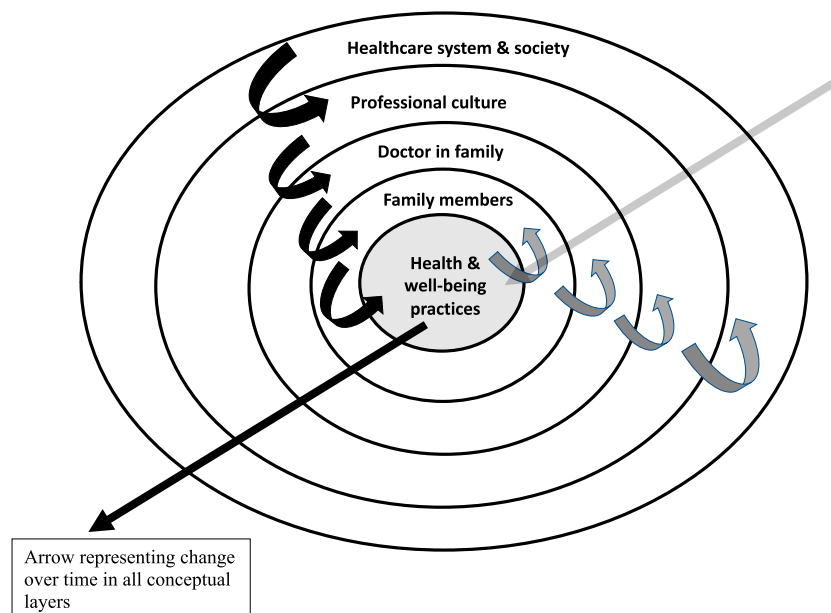 Healthcare system & society
Professional culture
Doctor in family
Family members
Health &
well-being
practices
Arrow representing change
over time in all conceptual
layers